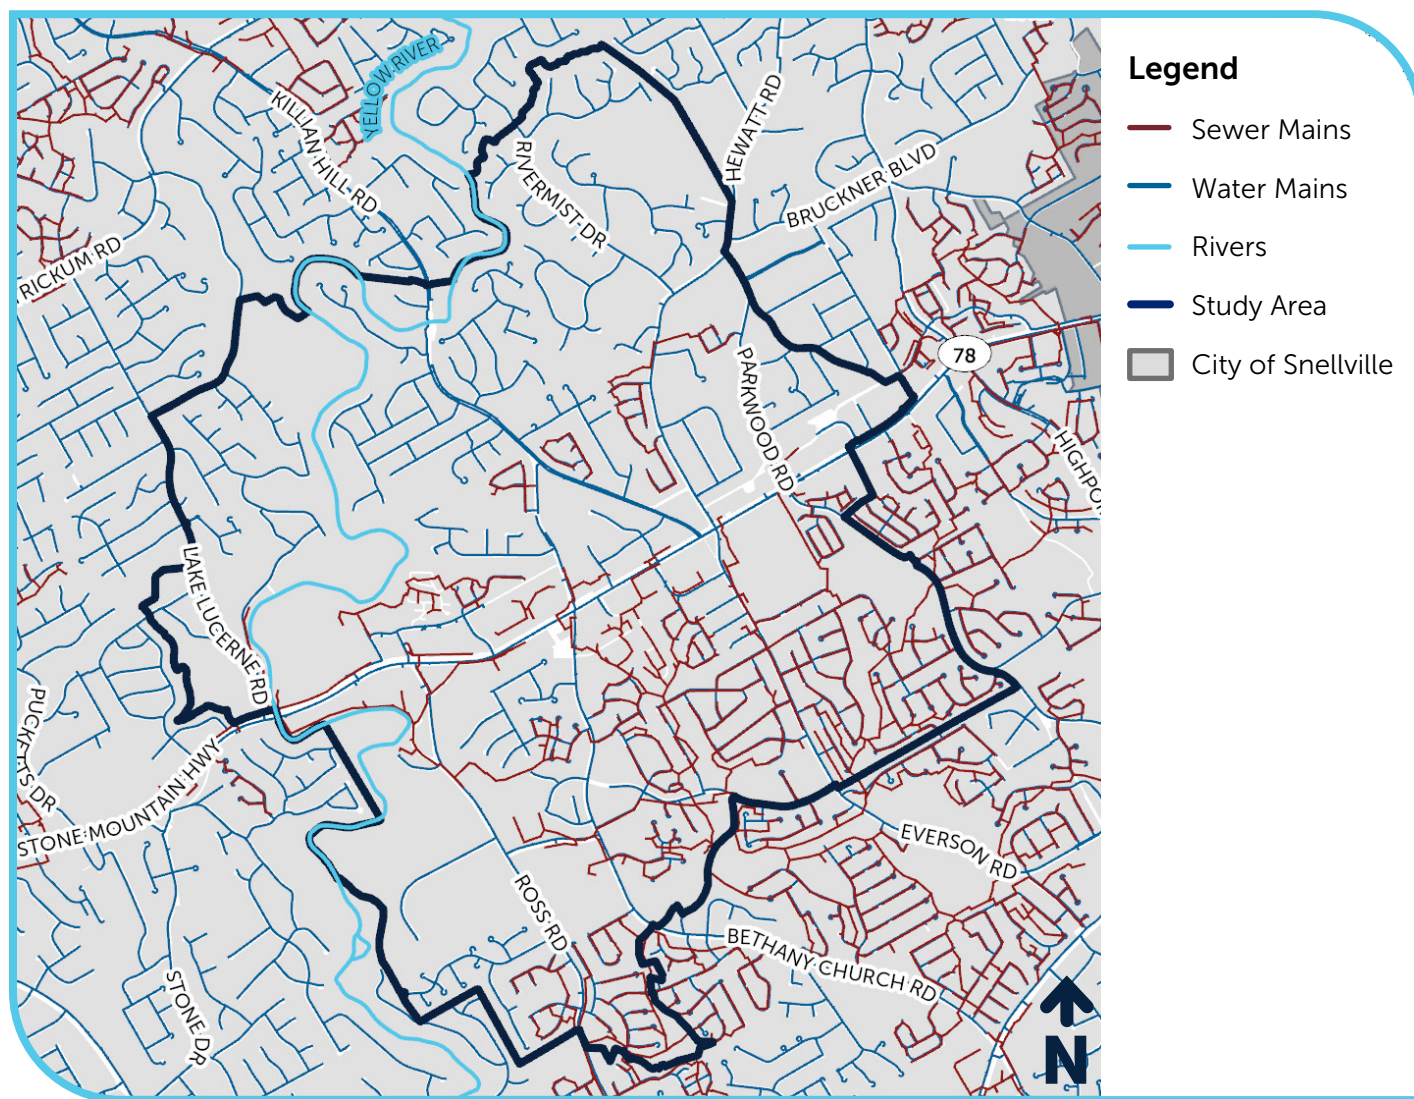 YELLOW RIVER
KILLIAN HILL RD
HEWATT RD
RIVERMIST DR
BRUCKNER BLVD
RICKUM RD
78
PARKWOOD RD
HIGHPO
LAKE LUCERNE RD
PUCKETTS DR
STONE MOUNTAIN HWY
EVERSON RD
ROSS RD
BETHANY CHURCH RD
STONE DR
N
Legend
Sewer Mains
Water Mains
Rivers
Study Area
City of Snellville